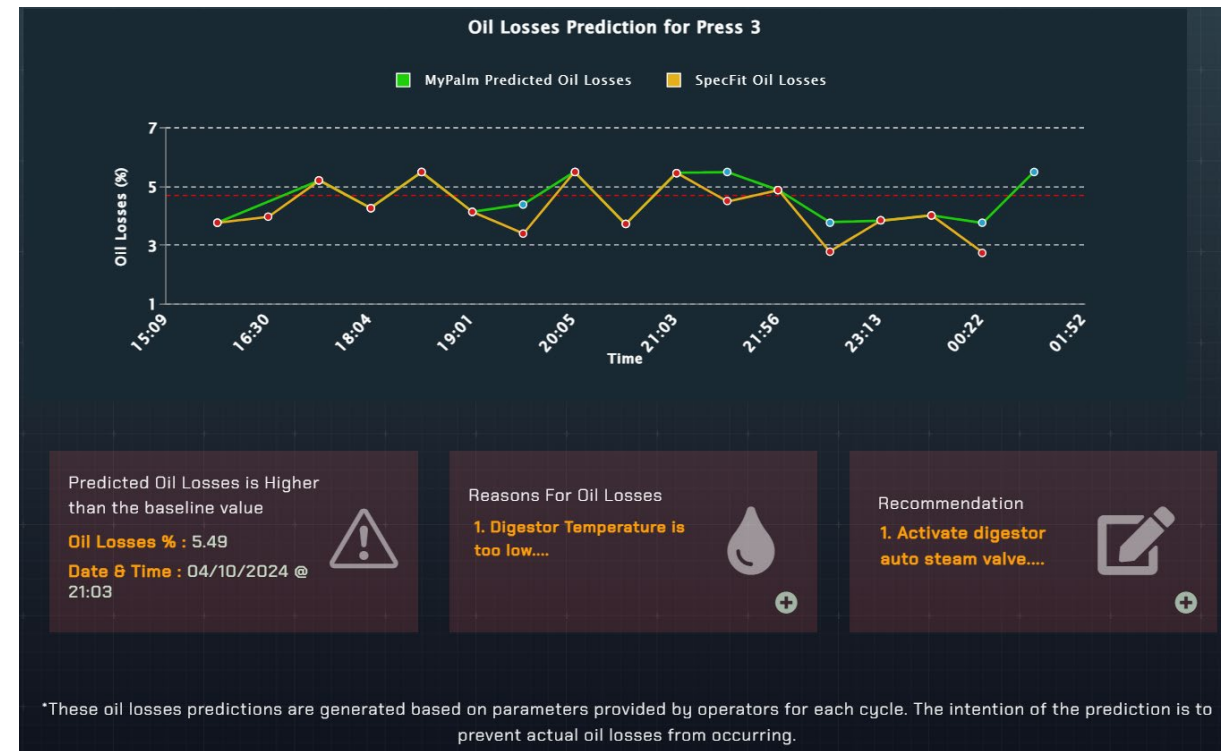 Oil Losses Prediction for Press 3
MyPalm Predicted Oil Losses
SpecFit Oil Losses
Oil Losses (%)
7
5
3
1
15:09
16:30
18:04
19:01
20:05
21:03
21:56
23:13
00:22
01:52
Time
Predicted Oil Losses is Higher
than the baseline value
Oil Losses % : 5.49
Date & Time : 04/10/2024 @
21:03
Reasons For Oil Losses
1. Digestor Temperature is
too low....
Recommendation
1. Activate digestor
auto steam valve....
*These oil losses predictions are generated based on parameters provided by operators for each cycle. The intention of the prediction is to
prevent actual oil losses from occurring.